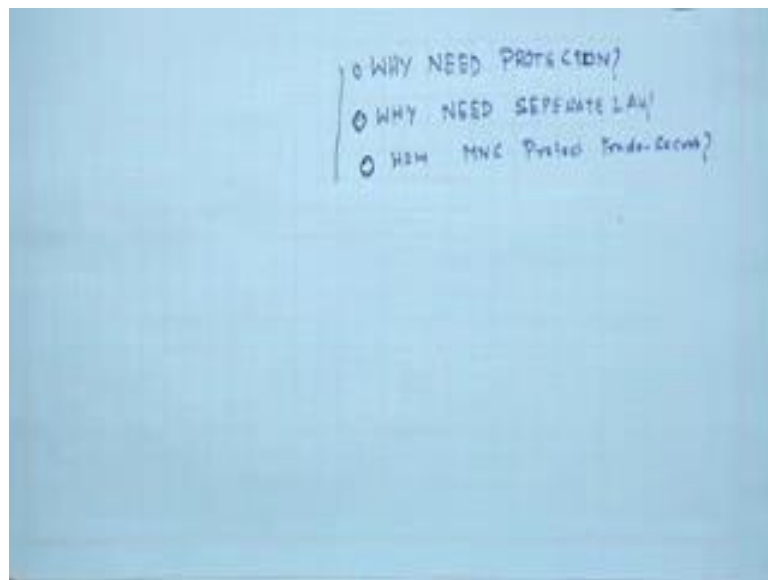 WHY NEED PROTECTION?
WHY NEED SEPERATE LAW
HOW MNC Protect Trade-Secret?